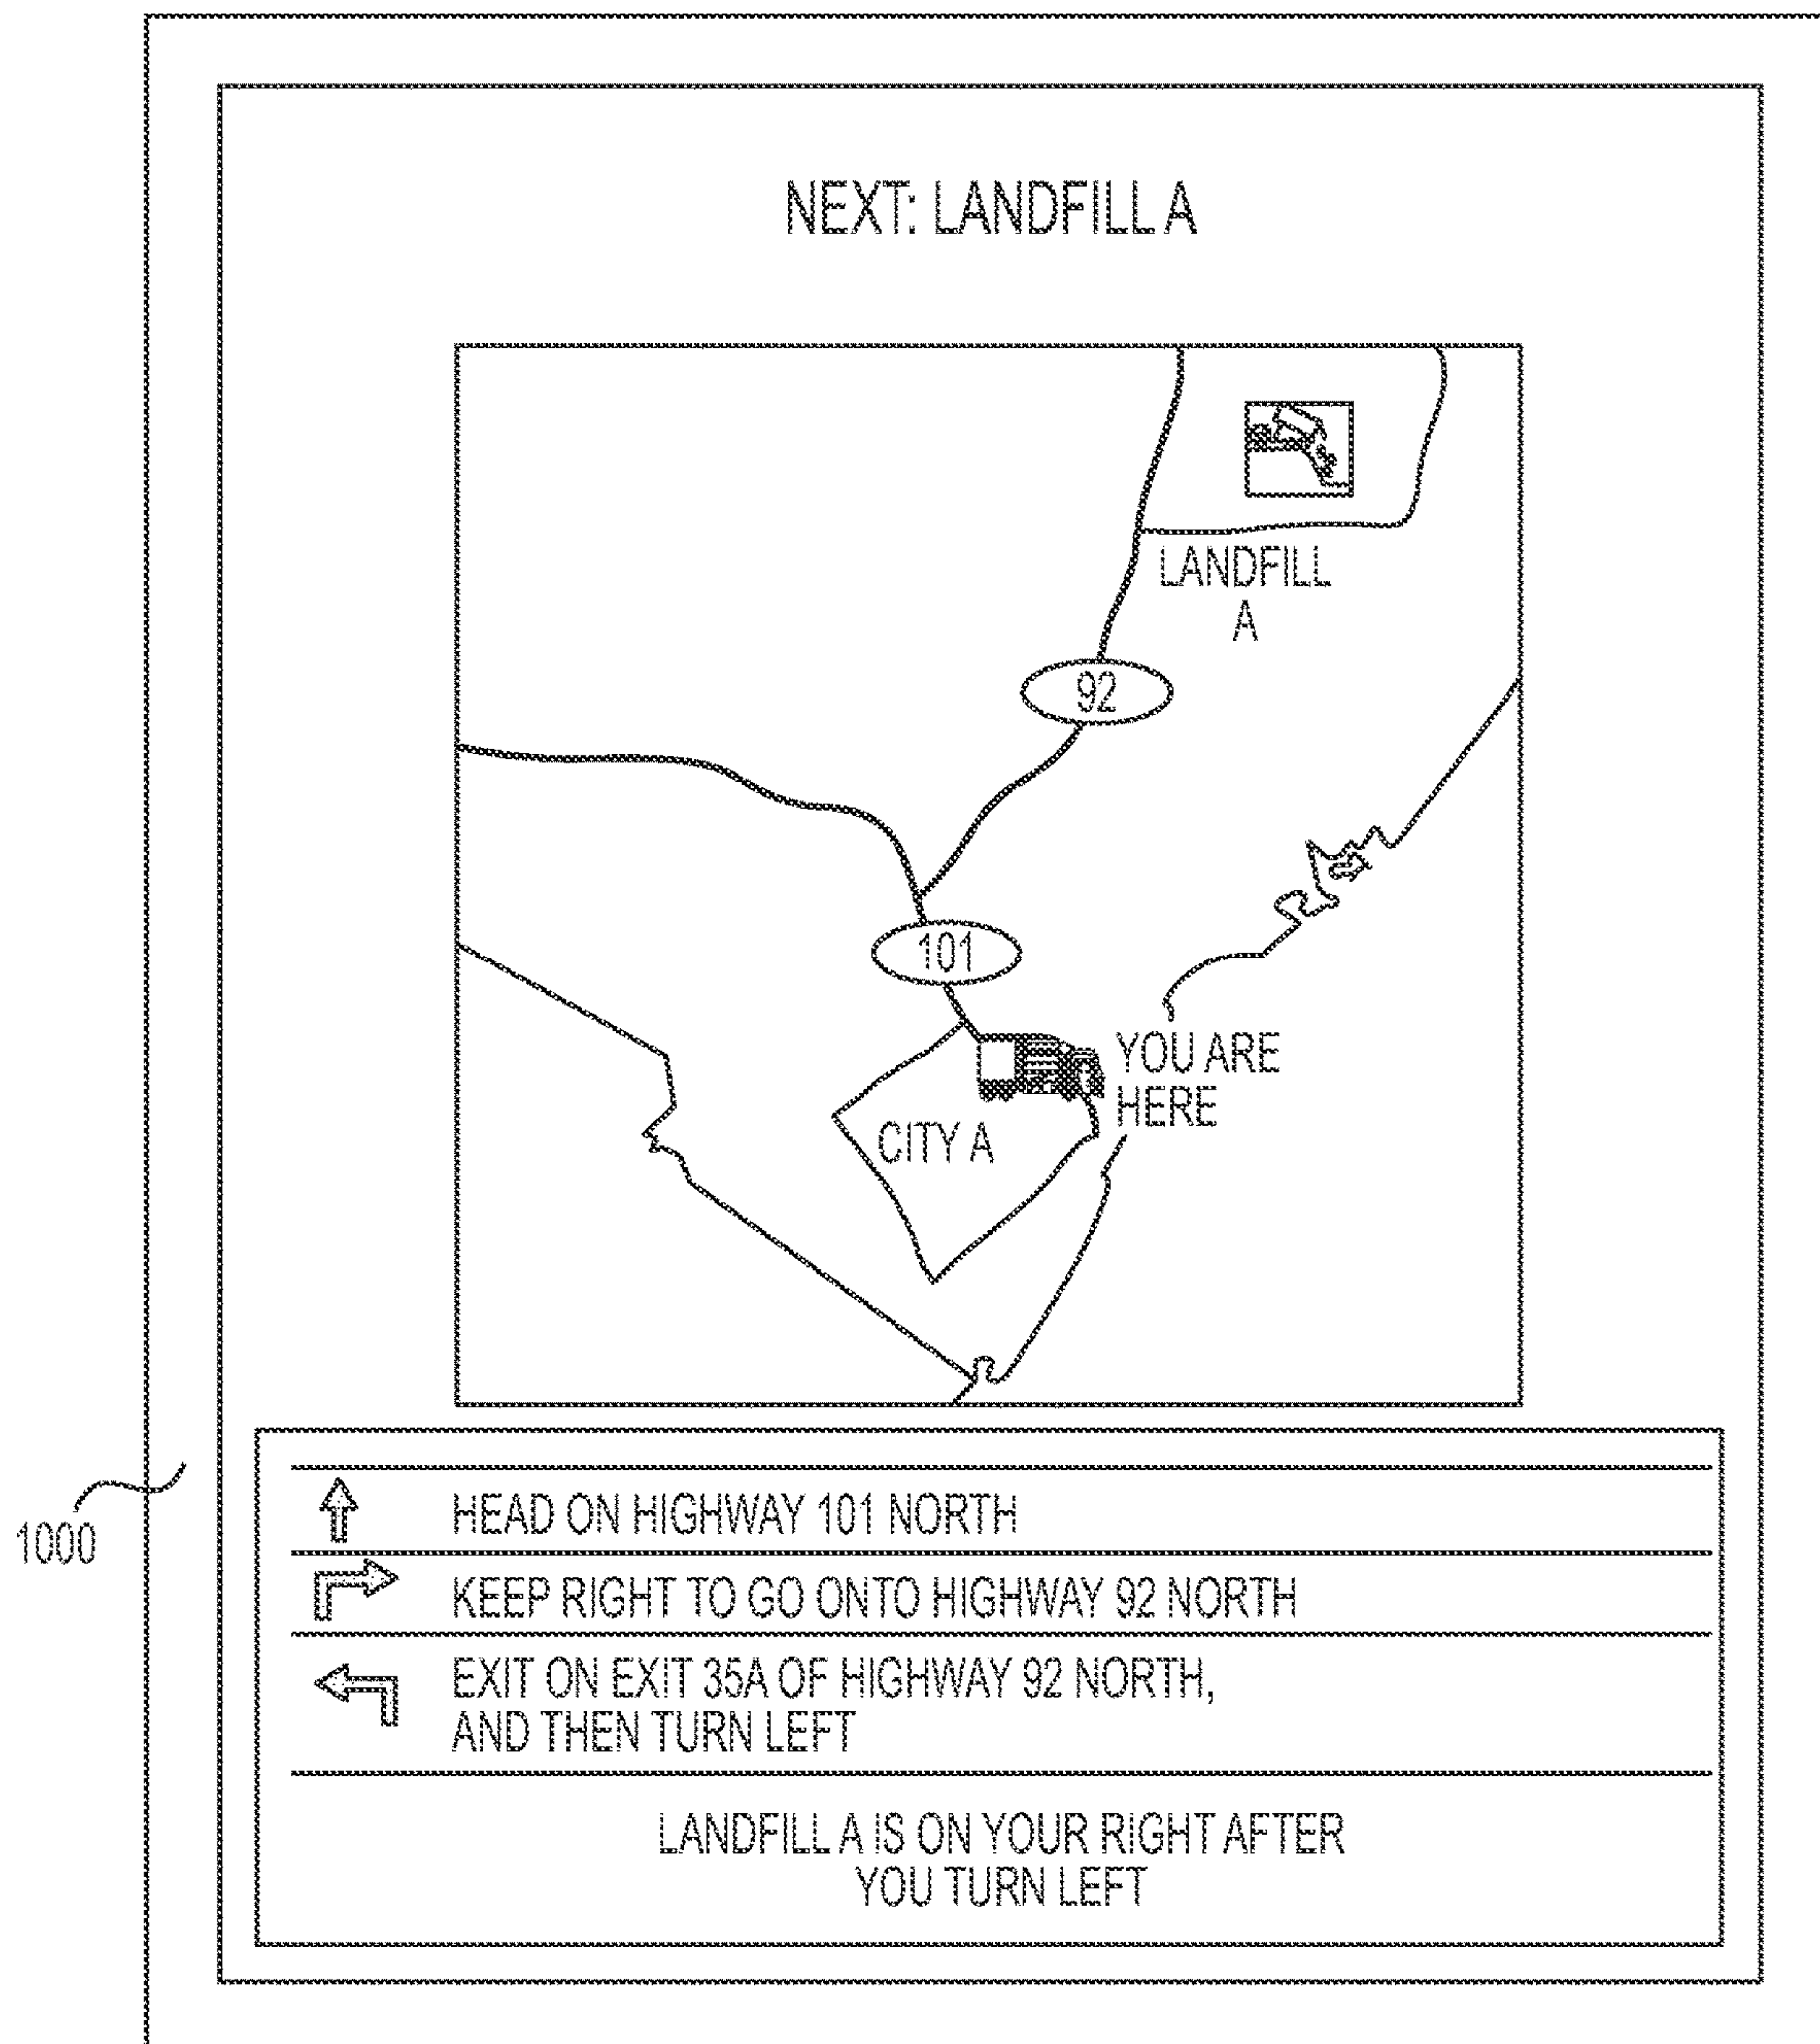 NEXT: LANDFILL A
LANDFILL
A
92
101
YOU ARE
HERE
CITY A
1000
HEAD ON HIGHWAY 101 NORTH
KEEP RIGHT TO GO ONTO HIGHWAY 92 NORTH
EXIT ON EXIT 35A OF HIGHWAY 92 NORTH,
AND THEN TURN LEFT
LANDFILL A IS ON YOUR RIGHT AFTER
YOU TURN LEFT